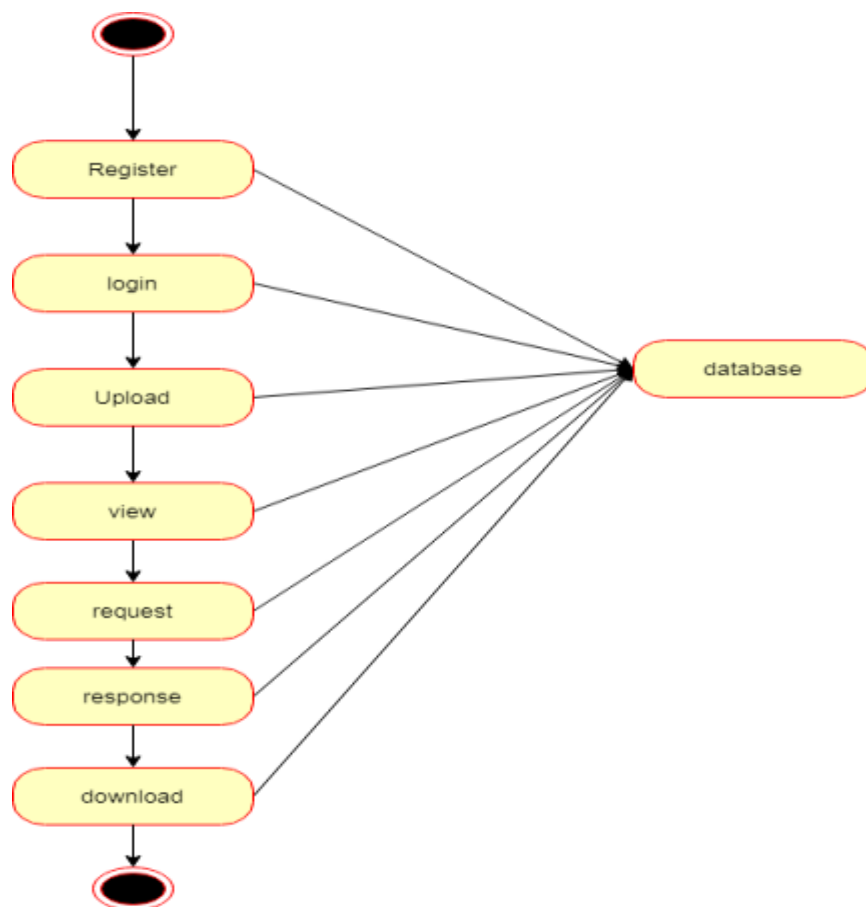 Register
login
Upload
database
view
request
response
download